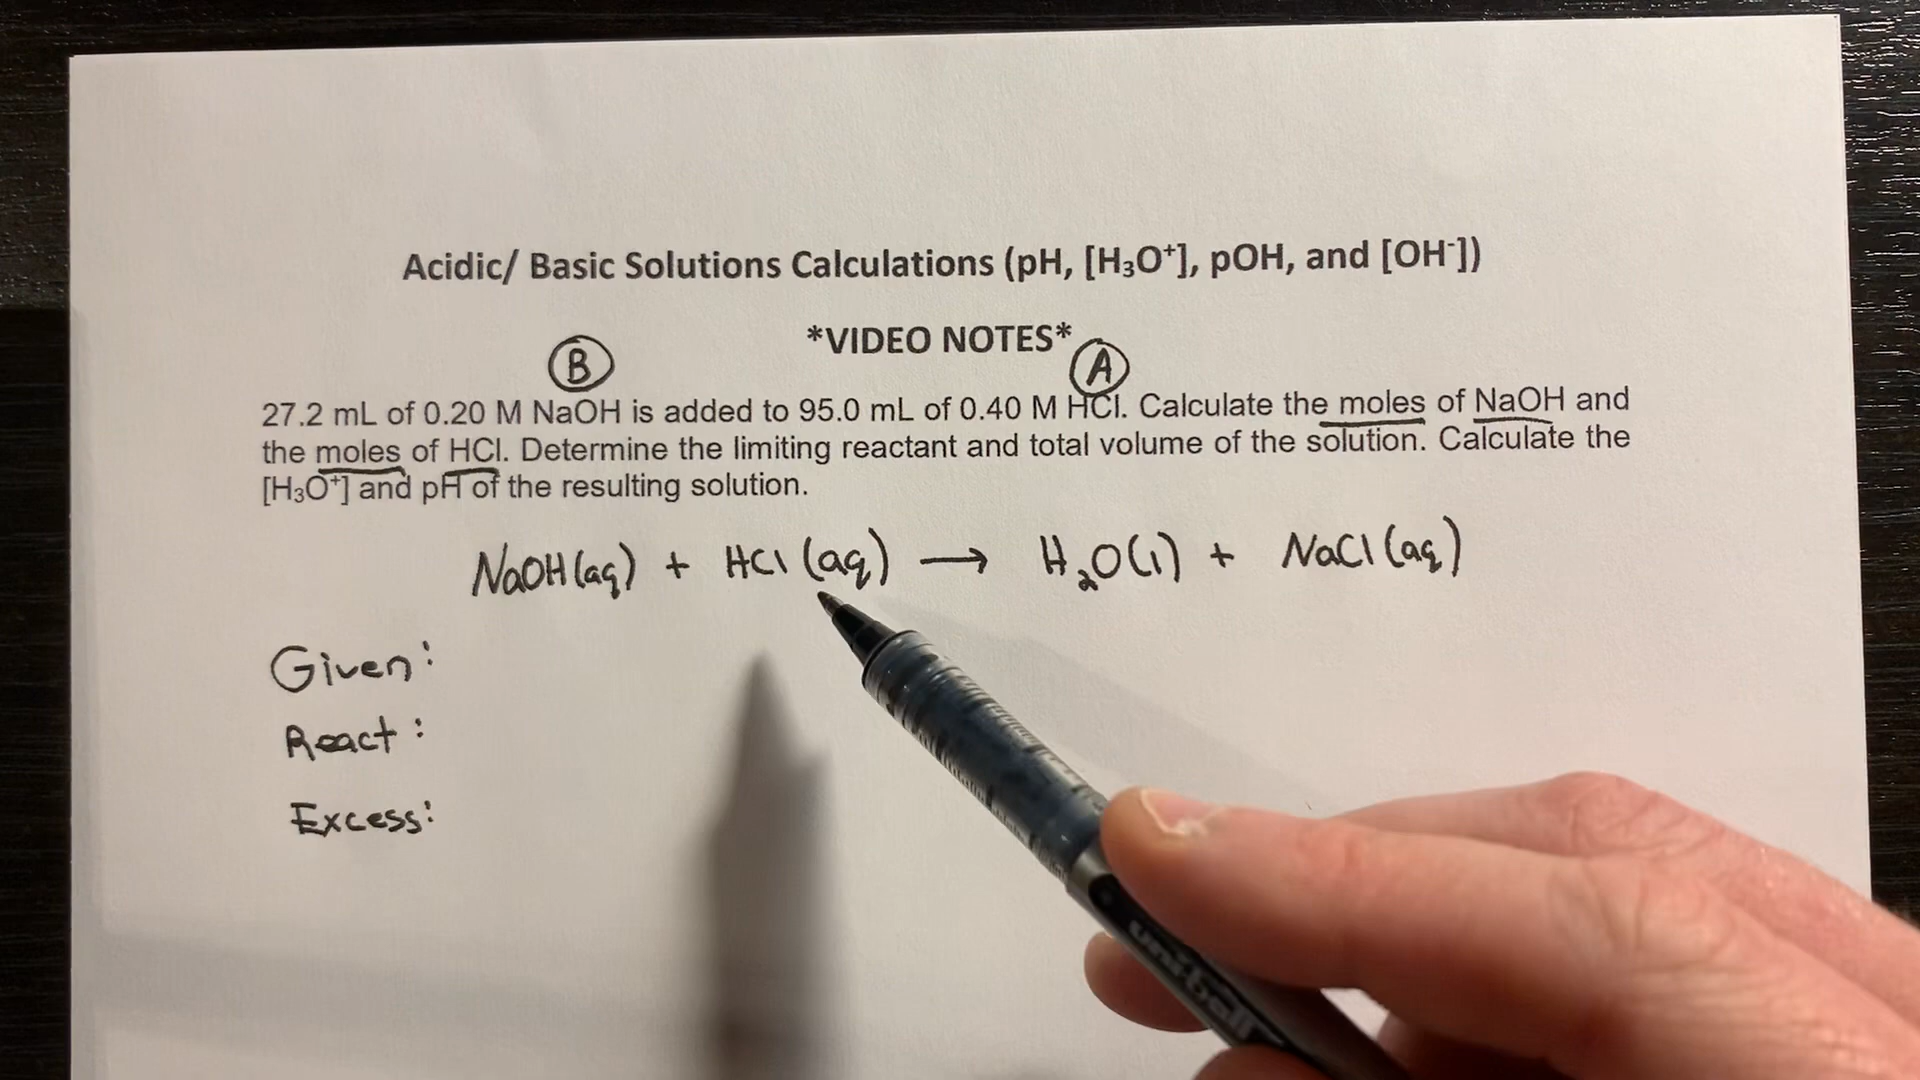 Acidic/ Basic Solutions Calculations (pH, [H₃O⁺], pOH, and [OH⁻])
*VIDEO NOTES*
B A
27.2 mL of 0.20 M NaOH is added to 95.0 mL of 0.40 M HCl. Calculate the moles of NaOH and
the moles of HCl. Determine the limiting reactant and total volume of the solution. Calculate the
[H₃O⁺] and pH of the resulting solution.
NaOH(aq) + HCl(aq) → H₂O(l) + NaCl(aq)
Given:
React:
Excess:
uni-ball